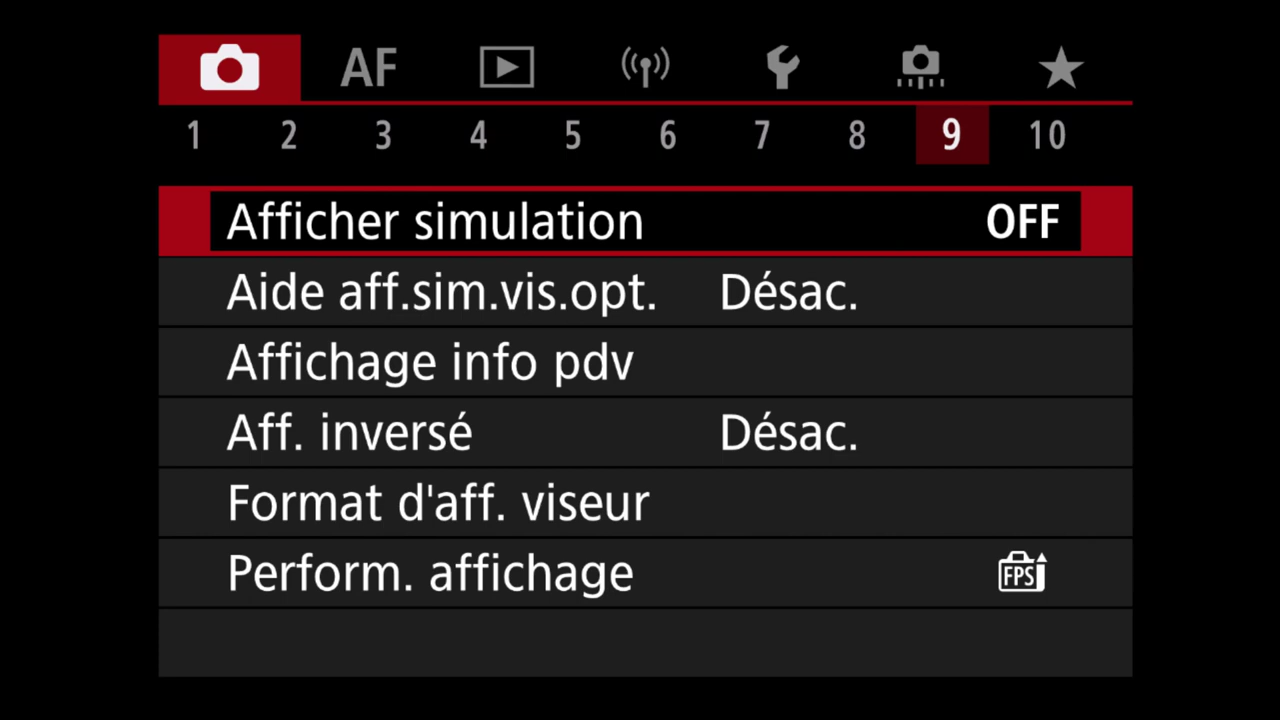 AF
1 2 3 4 5 6 7 8 9 10
Afficher simulation OFF
Aide aff.sim.vis.opt. Désac.
Affichage info pdv
Aff. inversé Désac.
Format d'aff. viseur
Perform. affichage FPS